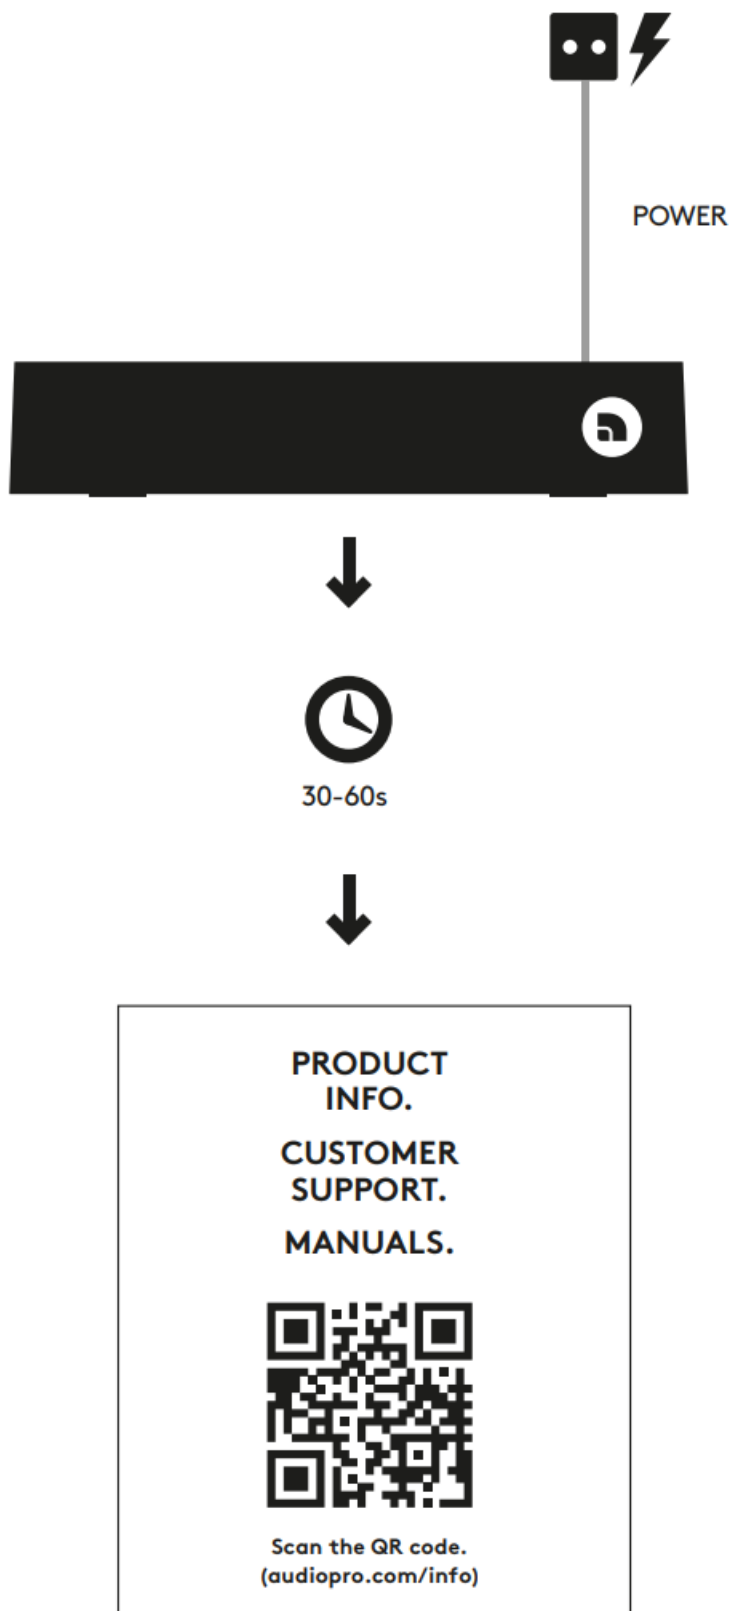 POWER
30-60s
PRODUCT
INFO.
CUSTOMER
SUPPORT.
MANUALS.
Scan the QR code.
(audiopro.com/info)